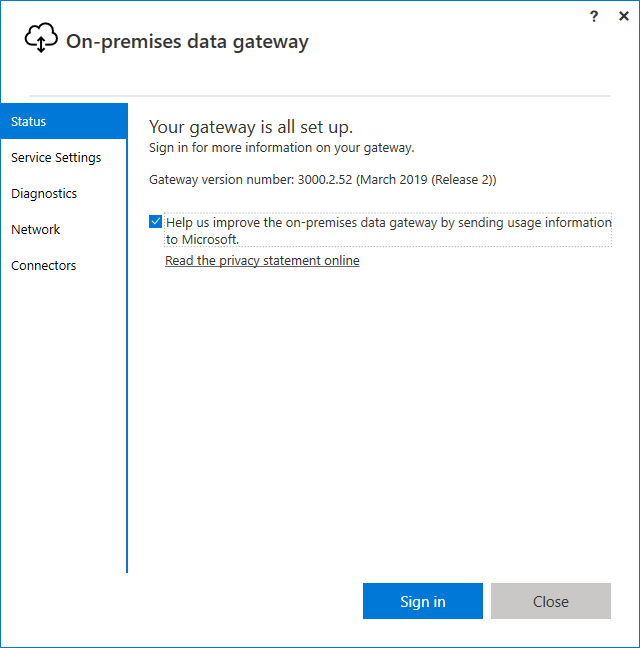 ?
On-premises data gateway
Status
Service Settings
Diagnostics
Network
Connectors
Your gateway is all set up.
Sign in for more information on your gateway.
Gateway version number: 3000.2.52 (March 2019 (Release 2))
Help us improve the on-premises data gateway by sending usage information
to Microsoft.
Read the privacy statement online
Sign in
Close